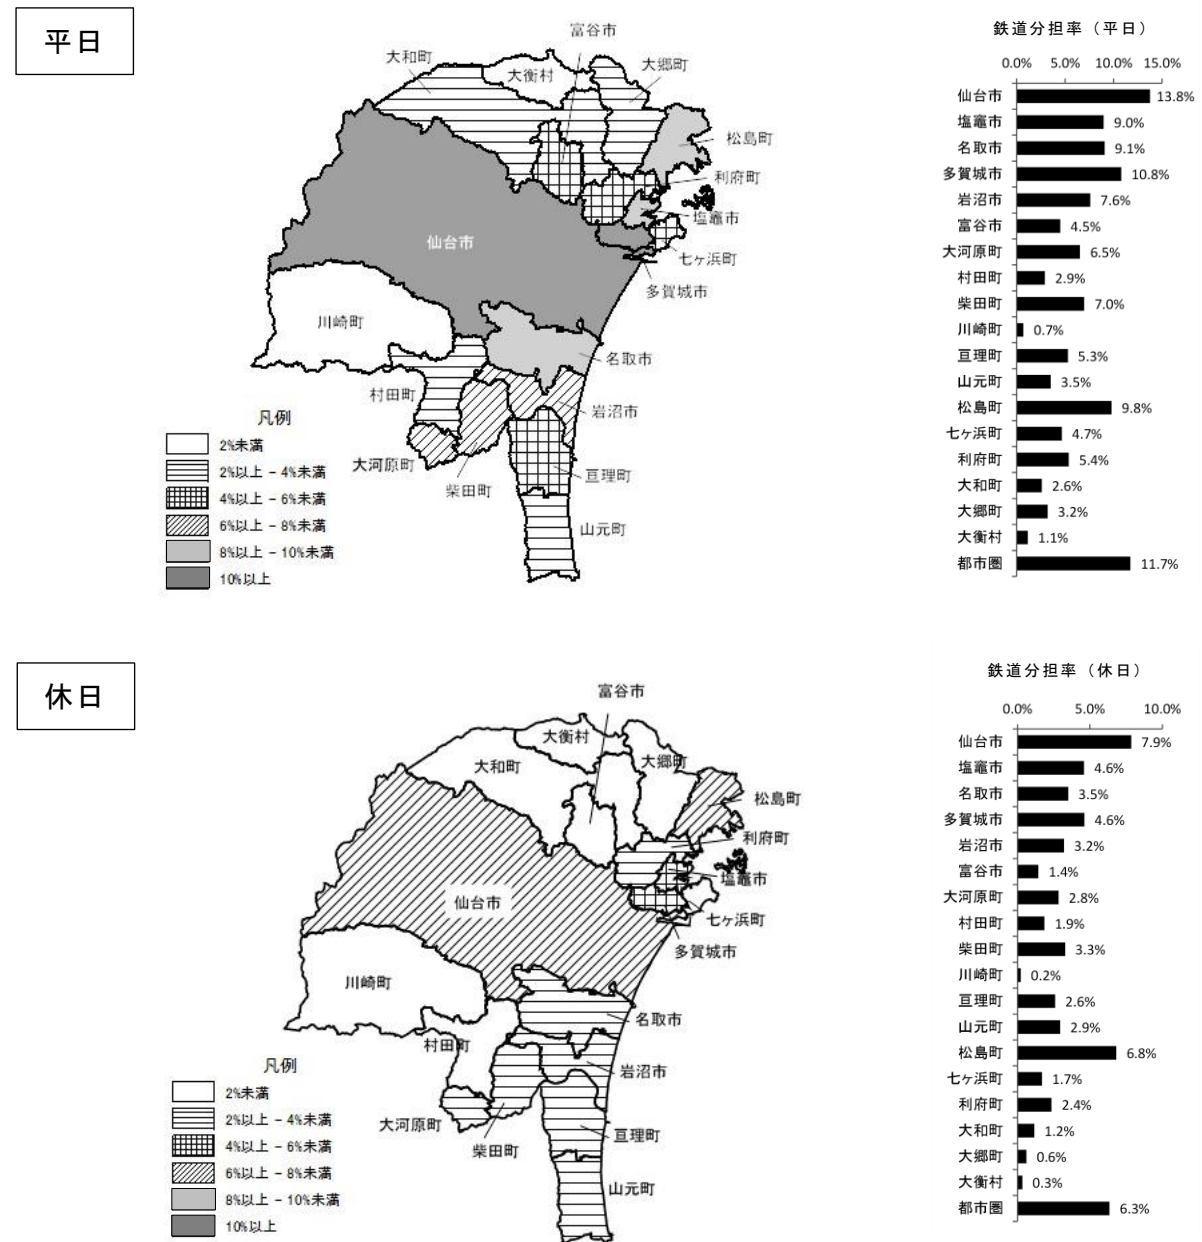 平日
富谷市
大和町
大衡村
大郷町
松島町
利府町
塩竈市
仙台市
七ヶ浜町
多賀城市
川崎町
名取市
村田町
岩沼市
大河原町
柴田町
亘理町
山元町
凡例
2%未満
2%以上 - 4%未満
4%以上 - 6%未満
6%以上 - 8%未満
8%以上 - 10%未満
10%以上
鉄道分担率（平日）
0.0% 5.0% 10.0% 15.0%
仙台市 13.8%
塩竈市 9.0%
名取市 9.1%
多賀城市 10.8%
岩沼市 7.6%
富谷市 4.5%
大河原町 6.5%
村田町 2.9%
柴田町 7.0%
川崎町 0.7%
亘理町 5.3%
山元町 3.5%
松島町 9.8%
七ヶ浜町 4.7%
利府町 5.4%
大和町 2.6%
大郷町 3.2%
大衡村 1.1%
都市圏 11.7%
休日
富谷市
大衡村
大和町
大郷町
松島町
利府町
塩竈市
仙台市
七ヶ浜町
多賀城市
川崎町
名取市
村田町
岩沼市
大河原町
柴田町
亘理町
山元町
凡例
2%未満
2%以上 - 4%未満
4%以上 - 6%未満
6%以上 - 8%未満
8%以上 - 10%未満
10%以上
鉄道分担率（休日）
0.0% 5.0% 10.0%
仙台市 7.9%
塩竈市 4.6%
名取市 3.5%
多賀城市 4.6%
岩沼市 3.2%
富谷市 1.4%
大河原町 2.8%
村田町 1.9%
柴田町 3.3%
川崎町 0.2%
亘理町 2.6%
山元町 2.9%
松島町 6.8%
七ヶ浜町 1.7%
利府町 2.4%
大和町 1.2%
大郷町 0.6%
大衡村 0.3%
都市圏 6.3%